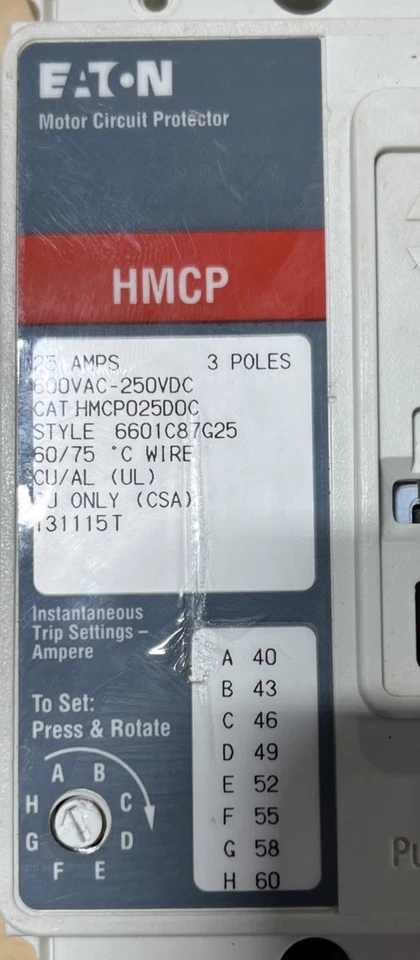 EATON
Motor Circuit Protector
HMCP
25 AMPS 3 POLES
600VAC-250VDC
CAT HMCP025D0C
STYLE 6601C87G25
60/75 °C WIRE
CU/AL (UL)
CU ONLY (CSA)
131115T
Instantaneous
Trip Settings –
Ampere
To Set:
Press & Rotate
A B
H C
G D
F E
A 40
B 43
C 46
D 49
E 52
F 55
G 58
H 60